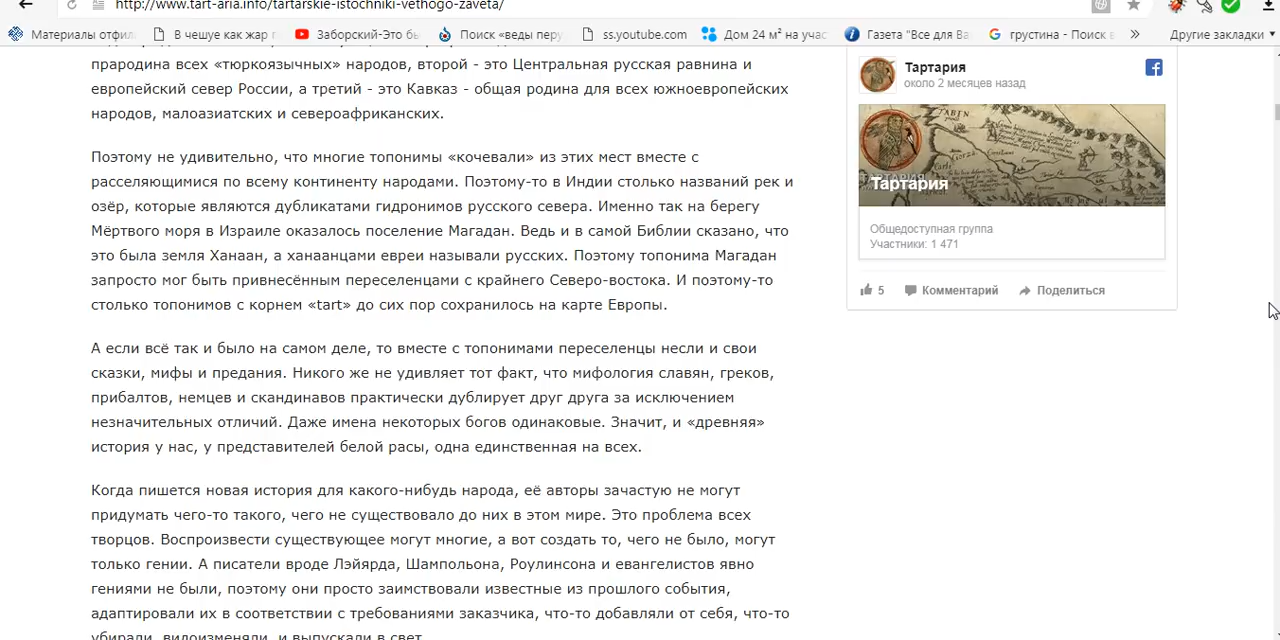 http://www.tart-aria.info/tartarskie-istochniki-vethogo-zaveta/
Материалы отфил
В чешуе как жар г
Заборский-Это бы
Поиск «веды перу
ss.youtube.com
Дом 24 м² на учас
Газета "Все для Ва
грустина - Поиск в
»
Другие закладки
прародина всех «тюркоязычных» народов, второй - это Центральная русская равнина и
европейский север России, а третий - это Кавказ - общая родина для всех южноевропейских
народов, малоазиатских и североафриканских.
Поэтому не удивительно, что многие топонимы «кочевали» из этих мест вместе с
расселяющимися по всему континенту народами. Поэтому-то в Индии столько названий рек и
озёр, которые являются дубликатами гидронимов русского севера. Именно так на берегу
Мёртвого моря в Израиле оказалось поселение Магадан. Ведь и в самой Библии сказано, что
это была земля Ханаан, а ханаанцами евреи называли русских. Поэтому топонима Магадан
запросто мог быть привнесённым переселенцами с крайнего Северо-востока. И поэтому-то
столько топонимов с корнем «tart» до сих пор сохранилось на карте Европы.
А если всё так и было на самом деле, то вместе с топонимами переселенцы несли и свои
сказки, мифы и предания. Никого же не удивляет тот факт, что мифология славян, греков,
прибалтов, немцев и скандинавов практически дублирует друг друга за исключением
незначительных отличий. Даже имена некоторых богов одинаковые. Значит, и «древняя»
история у нас, у представителей белой расы, одна единственная на всех.
Когда пишется новая история для какого-нибудь народа, её авторы зачастую не могут
придумать чего-то такого, чего не существовало до них в этом мире. Это проблема всех
творцов. Воспроизвести существующее могут многие, а вот создать то, чего не было, могут
только гении. А писатели вроде Лэйярда, Шампольона, Роулинсона и евангелистов явно
гениями не были, поэтому они просто заимствовали известные из прошлого события,
адаптировали их в соответствии с требованиями заказчика, что-то добавляли от себя, что-то
убирали, видоизменяли, и выпускали в свет.
Тартария
около 2 месяцев назад
Тартария
Общедоступная группа
Участники: 1 471
5
Комментарий
Поделиться